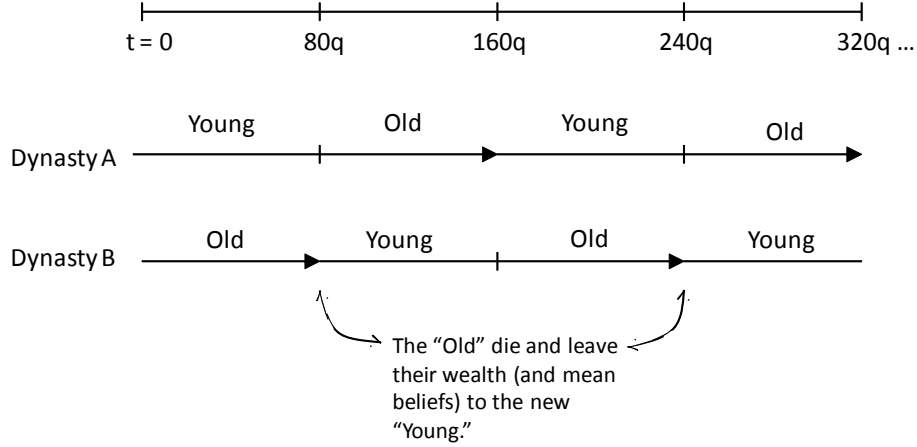 t = 0 80q 160q 240q 320q ...
Young Old Young Old
Dynasty A
Old Young Old Young
Dynasty B
The “Old” die and leave
their wealth (and mean
beliefs) to the new
“Young.”